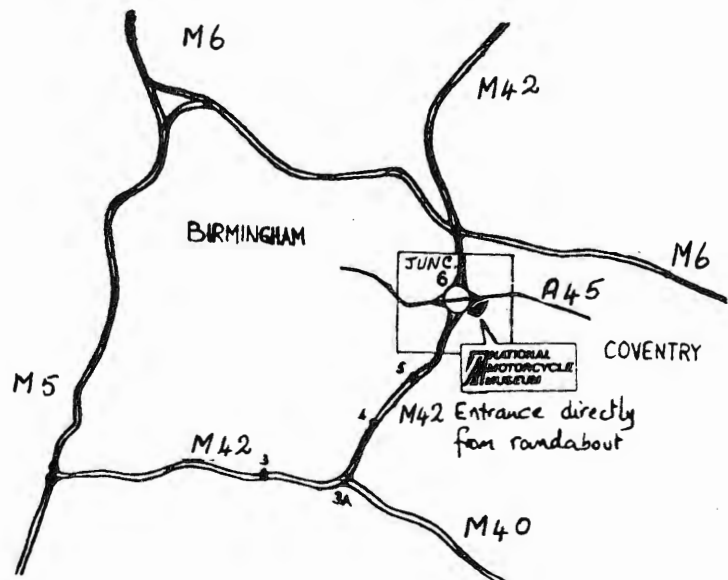 M6
M42
BIRMINGHAM
JUNC.
6
M6
A45
NATIONAL
MOTORCYCLE
MUSEUM
COVENTRY
5
M5
4
M42 Entrance directly
from roundabout
M42
3
3A
M40